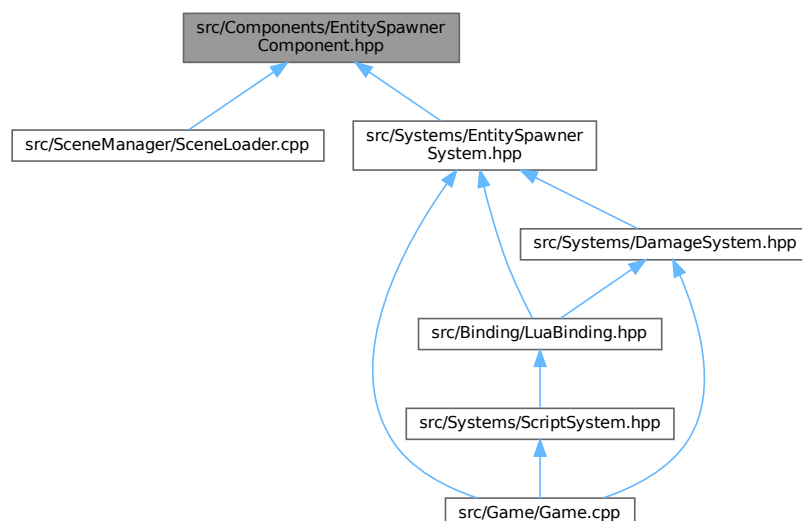 src/Components/EntitySpawner
Component.hpp
src/SceneManager/SceneLoader.cpp
src/Systems/EntitySpawner
System.hpp
src/Systems/DamageSystem.hpp
src/Binding/LuaBinding.hpp
src/Systems/ScriptSystem.hpp
src/Game/Game.cpp